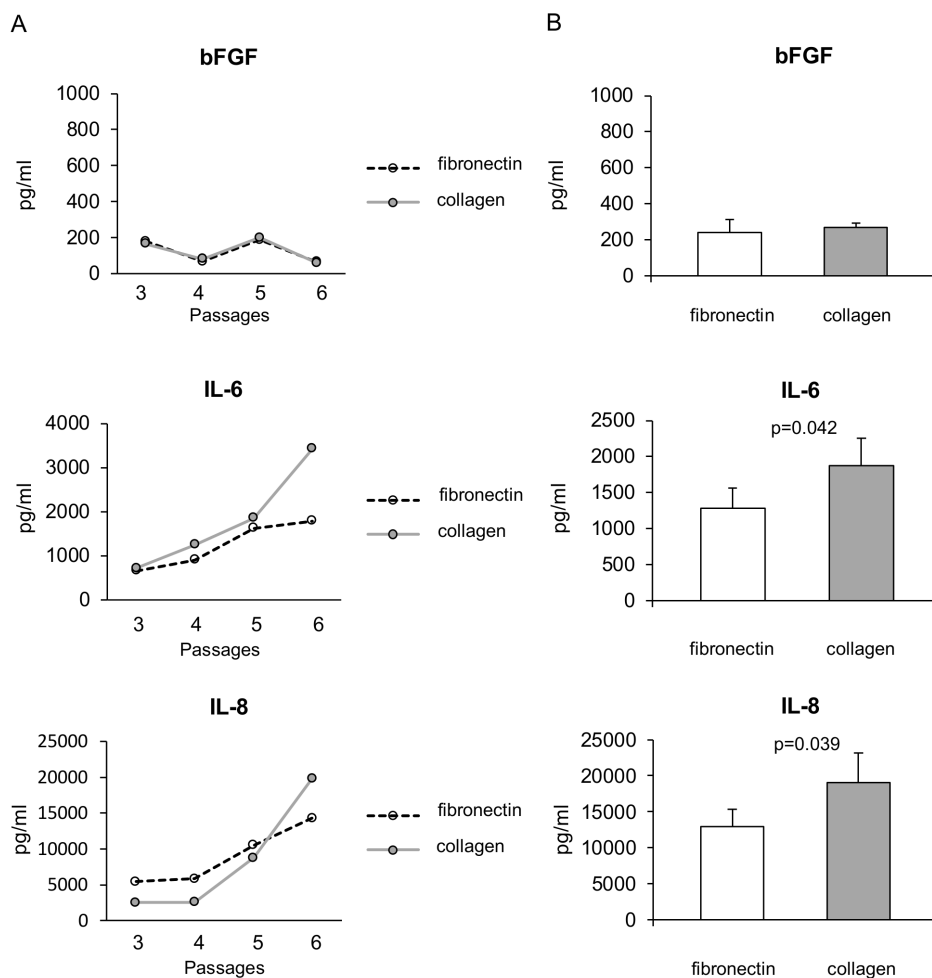 A
bFGF
1000
800
600
400
200
0
pg/ml
3 4 5 6
Passages
fibronectin
collagen
IL-6
4000
3000
2000
1000
0
pg/ml
3 4 5 6
Passages
fibronectin
collagen
IL-8
25000
20000
15000
10000
5000
0
pg/ml
3 4 5 6
Passages
fibronectin
collagen
B
bFGF
1000
800
600
400
200
0
pg/ml
fibronectin collagen
IL-6
p=0.042
2500
2000
1500
1000
500
0
pg/ml
fibronectin collagen
IL-8
p=0.039
25000
20000
15000
10000
5000
0
pg/ml
fibronectin collagen